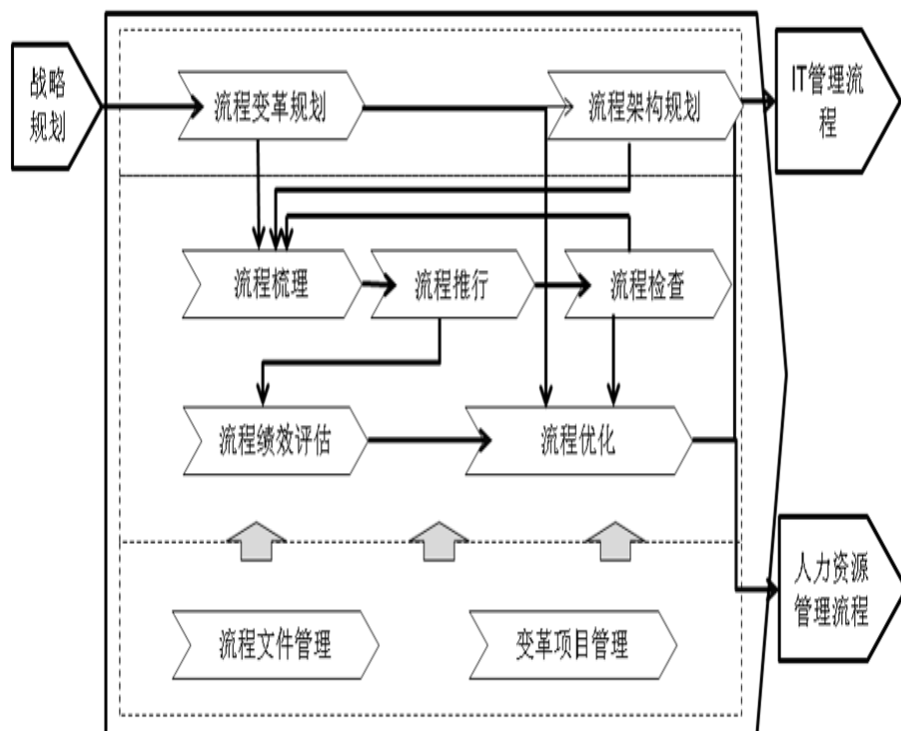 战略
规划
流程变革规划
流程架构规划
IT管理流
程
流程梳理
流程推行
流程检查
流程绩效评估
流程优化
人力资源
管理流程
流程文件管理
变革项目管理